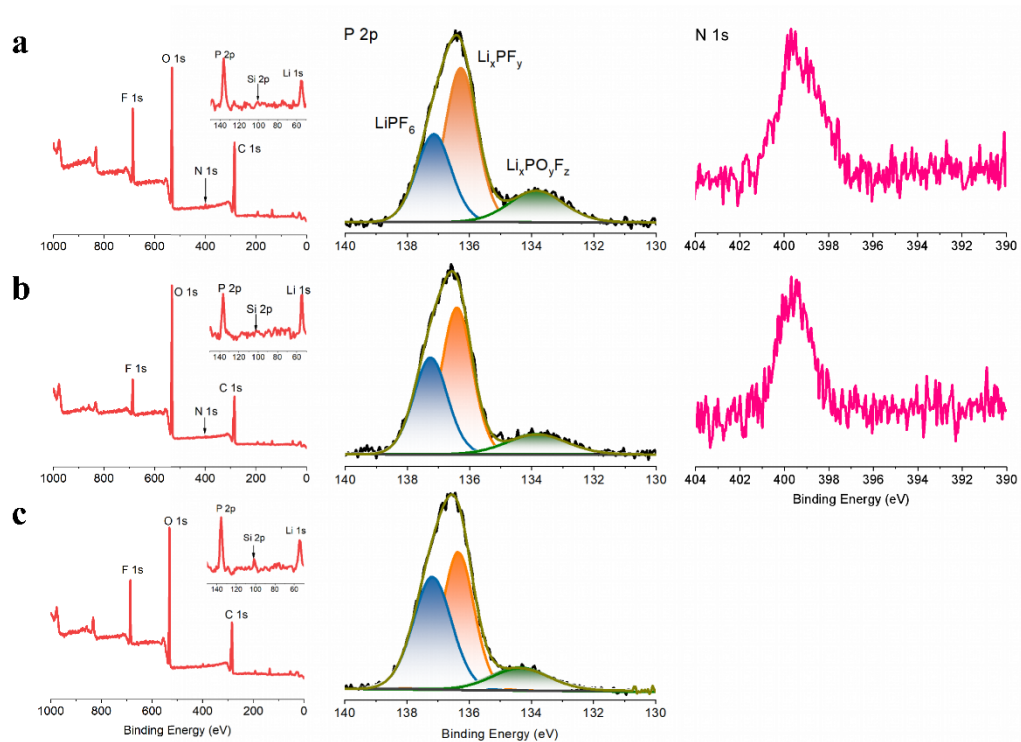 a
P 2p
Si 2p
Li 1s
140 120 100 80 60
O 1s
F 1s
N 1s
C 1s
1000 800 600 400 200 0
P 2p
LiₓPFᵧ
LiPF₆
LiₓPOᵧF_z
140 138 136 134 132 130
N 1s
404 402 400 398 396 394 392 390
b
P 2p
Si 2p
Li 1s
140 120 100 80 60
O 1s
F 1s
N 1s
C 1s
1000 800 600 400 200 0
140 138 136 134 132 130
404 402 400 398 396 394 392 390
Binding Energy (eV)
c
P 2p
Si 2p
Li 1s
140 120 100 80 60
O 1s
F 1s
C 1s
1000 800 600 400 200 0
Binding Energy (eV)
140 138 136 134 132 130
Binding Energy (eV)